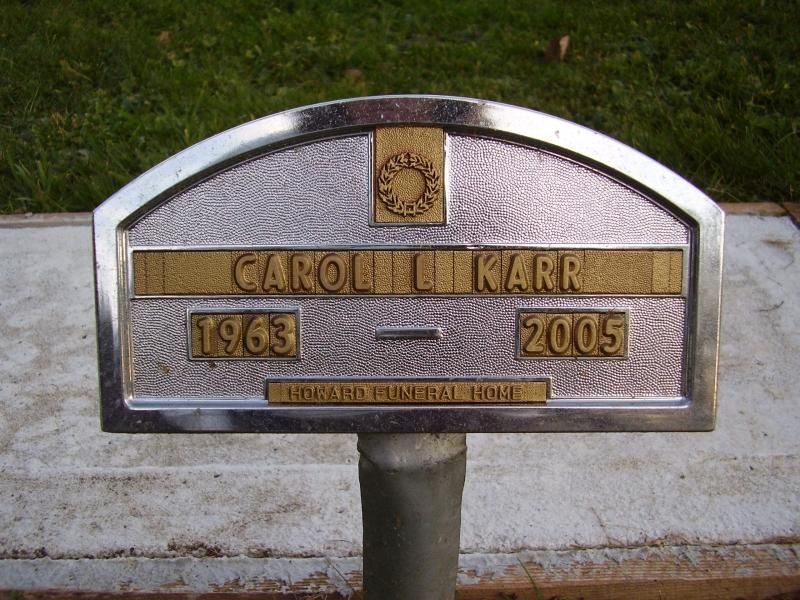 CAROL L KARR
1963 — 2005
HOWARD FUNERAL HOME